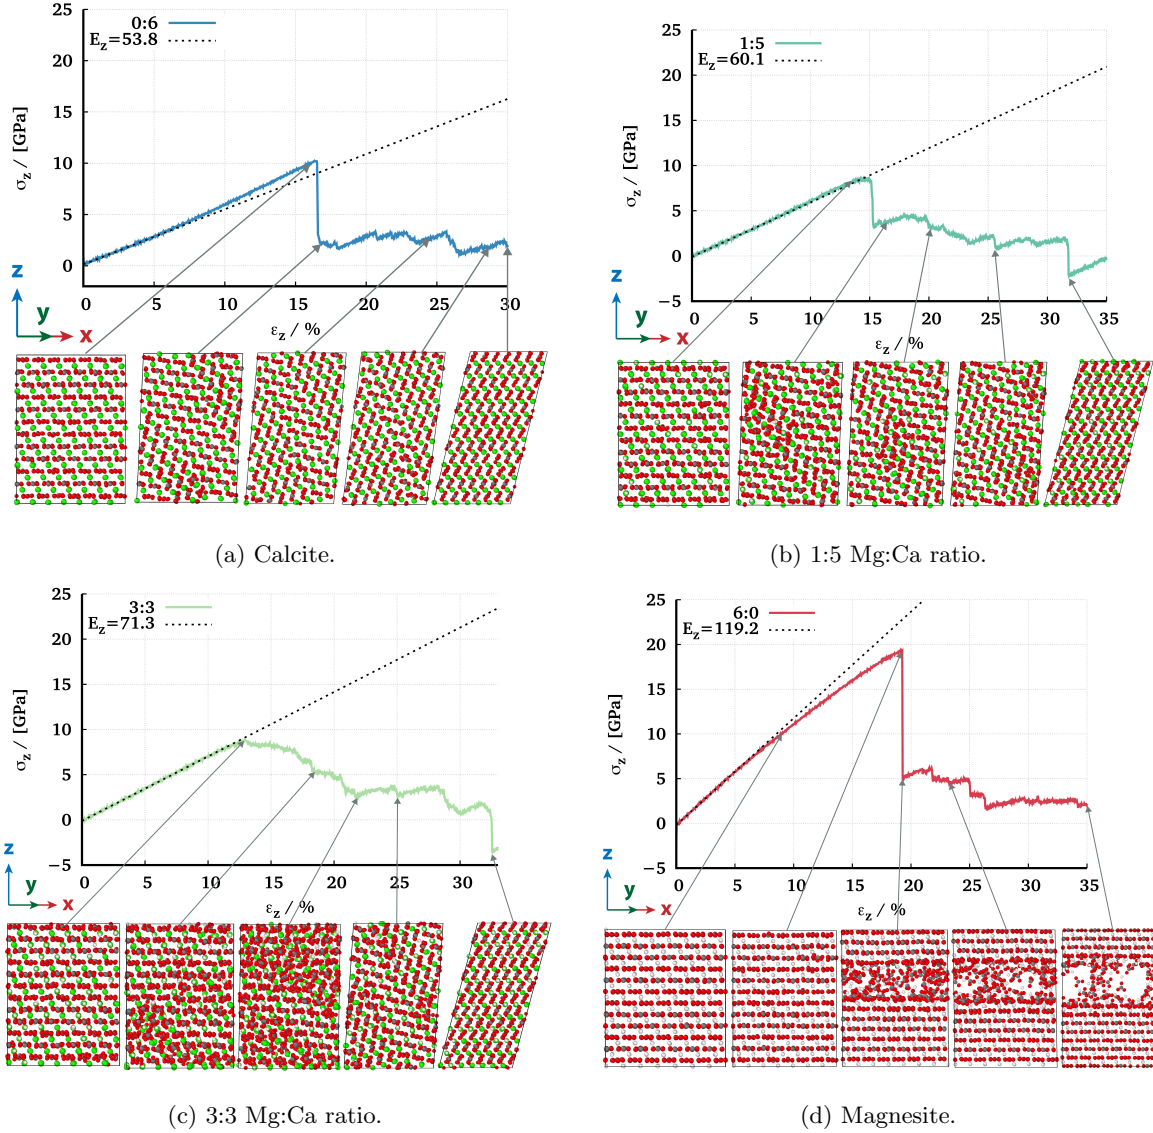 25
20
15
10
5
0
0:6
E_z=53.8
σ_z / [GPa]
0 5 10 15 20 25 30
ε_z / %
z
y
x
(a) Calcite.
25
20
15
10
5
0
−5
1:5
E_z=60.1
σ_z / [GPa]
0 5 10 15 20 25 30 35
ε_z / %
z
y
x
(b) 1:5 Mg:Ca ratio.
25
20
15
10
5
0
−5
3:3
E_z=71.3
σ_z / [GPa]
0 5 10 15 20 25 30
ε_z / %
z
y
x
(c) 3:3 Mg:Ca ratio.
25
20
15
10
5
0
−5
6:0
E_z=119.2
σ_z / [GPa]
0 5 10 15 20 25 30 35
ε_z / %
z
y
x
(d) Magnesite.